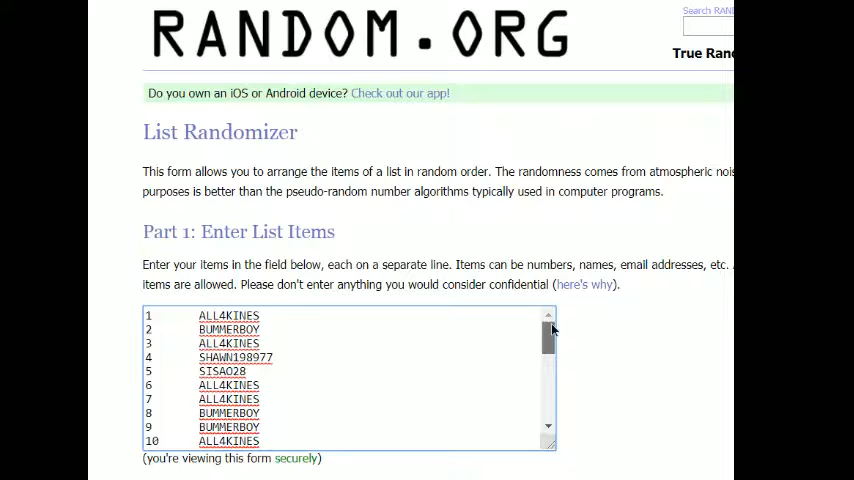 RANDOM.ORG
Search RAN
True Ran
Do you own an iOS or Android device? Check out our app!
List Randomizer
This form allows you to arrange the items of a list in random order. The randomness comes from atmospheric nois
purposes is better than the pseudo-random number algorithms typically used in computer programs.
Part 1: Enter List Items
Enter your items in the field below, each on a separate line. Items can be numbers, names, email addresses, etc.
items are allowed. Please don't enter anything you would consider confidential (here's why).
1 ALL4KINES
2 BUMMERBOY
3 ALL4KINES
4 SHAWN198977
5 SISAO28
6 ALL4KINES
7 ALL4KINES
8 BUMMERBOY
9 BUMMERBOY
10 ALL4KINES
(you're viewing this form securely)